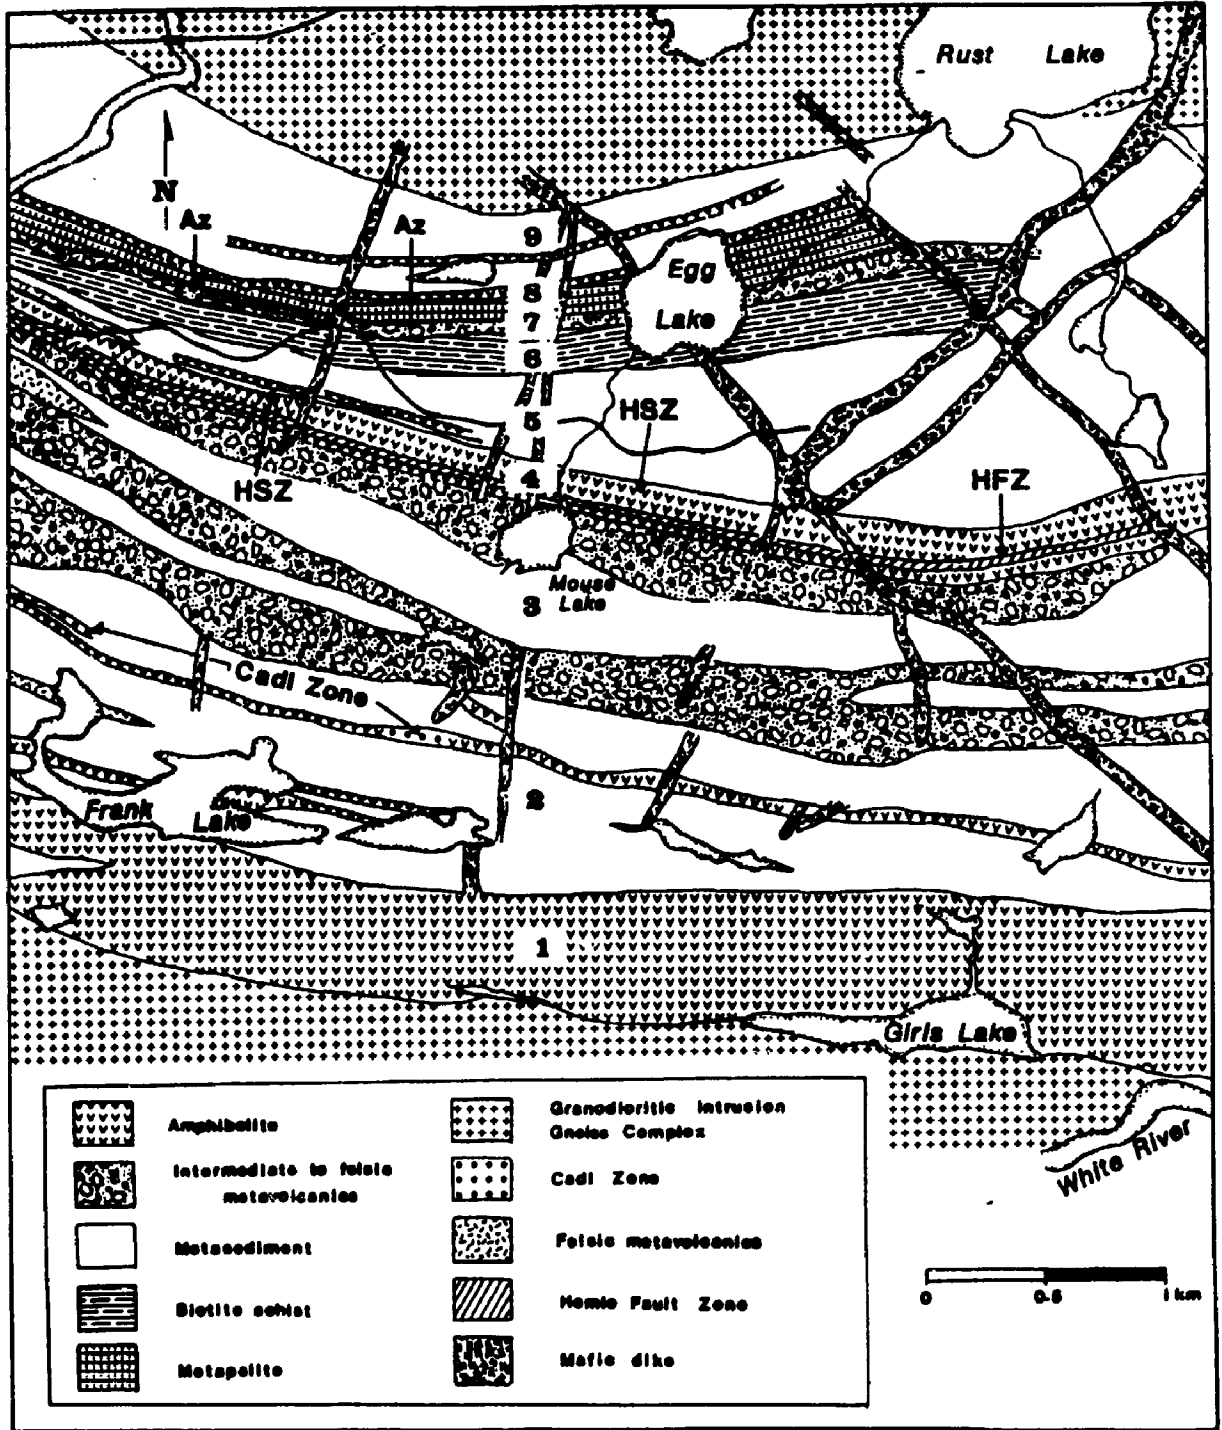 Rust Lake
N
Az
Az
9
Egg
Lake
8
7
6
HSZ
5
4
HSZ
HFZ
Mouse
Lake
3
Cadi Zone
2
Frank
Lake
1
Girls Lake
White River
Amphibolite
Intermediate to felsic
metavolcanics
Metasediment
Biotite schist
Metapelite
Granodioritic Intrusion
Gneiss Complex
Cadi Zone
Felsic metavolcanics
Hemlo Fault Zone
Mafic dike
0 0·5 1 km